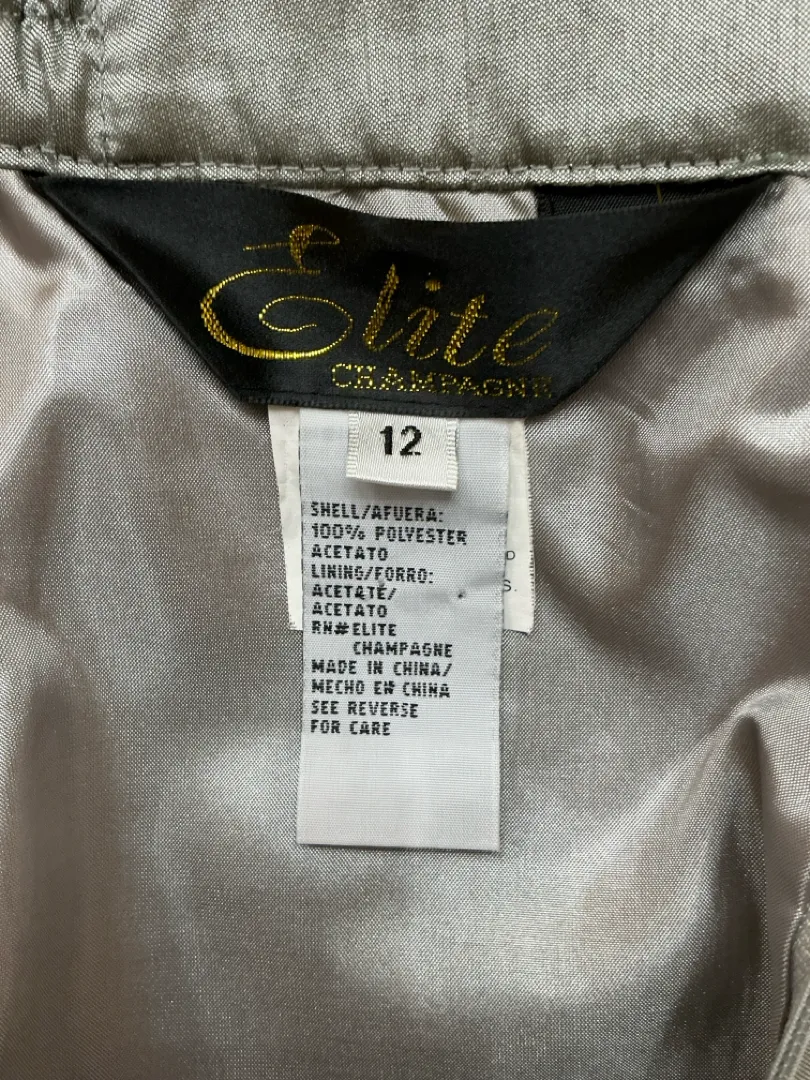 Elite
CHAMPAGNE
12
SHELL/AFUERA:
100% POLYESTER
ACETATO
LINING/FORRO:
ACETATE/
ACETATO
RN#ELITE
CHAMPAGNE
MADE IN CHINA/
MECHO EN CHINA
SEE REVERSE
FOR CARE
P
S.